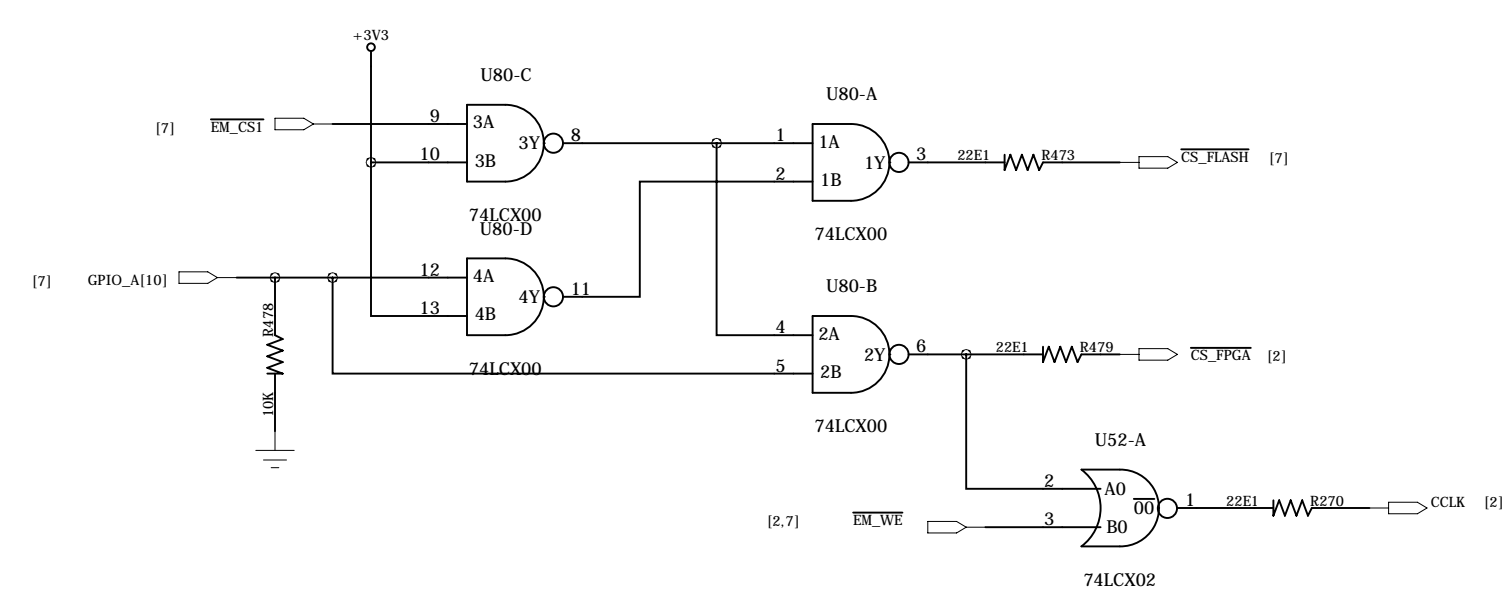 +3V3
U80-C
U80-A
[7] EM_CS1 9 3A 3Y 8 1 1A
10 3B 1Y 3 22E1 R473 CS_FLASH [7]
2 1B
74LCX00
U80-D
74LCX00
[7] GPIO_A[10] 12 4A
U80-B
4Y 11
13 4B
R478
4 2A
2Y 6 22E1 R479 CS_FPGA [2]
74LCX00
5 2B
10K
74LCX00
U52-A
2 A0
OO 1 22E1 R270 CCLK [2]
[2,7] EM_WE 3 B0
74LCX02